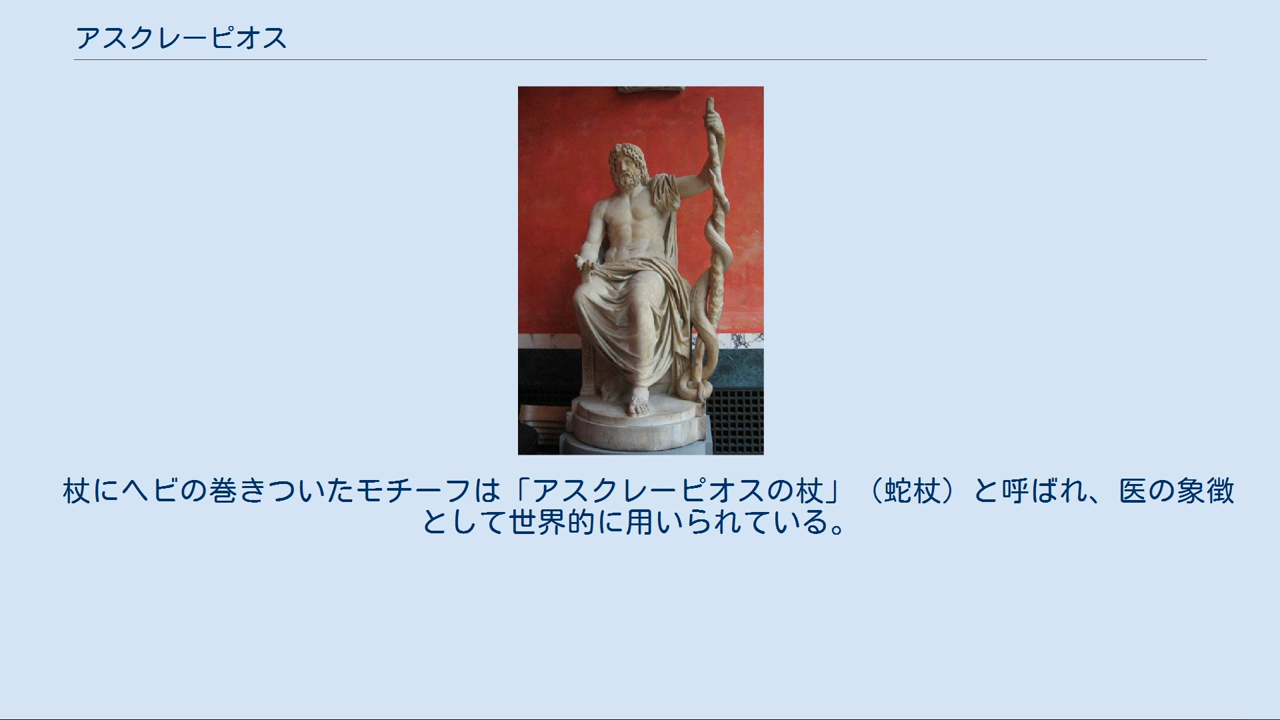 アスクレーピオス
杖にヘビの巻きついたモチーフは「アスクレーピオスの杖」（蛇杖）と呼ばれ、医の象徴
として世界的に用いられている。